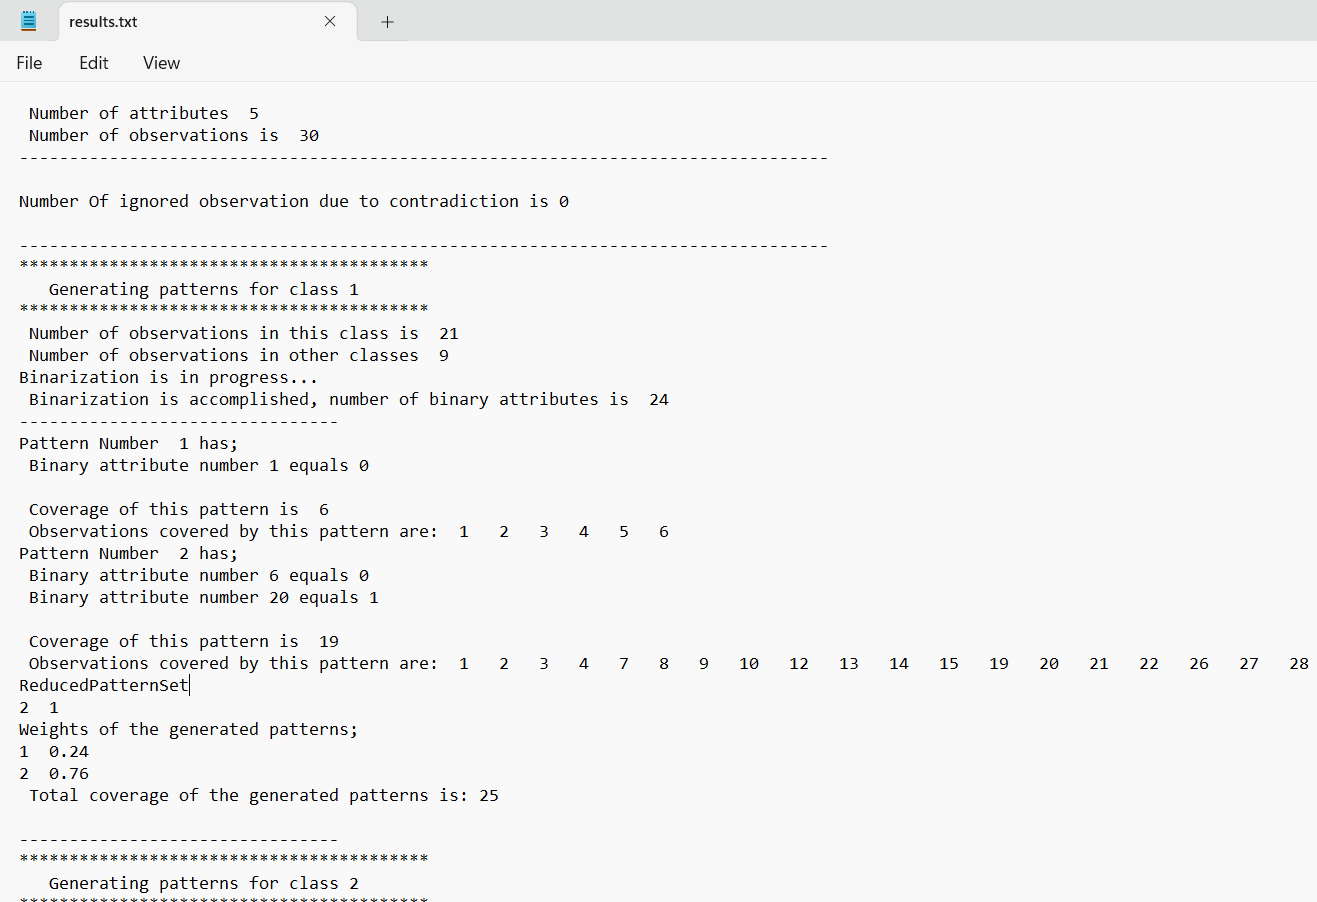 results.txt
File Edit View
Number of attributes  5
Number of observations is  30
---------------------------------------------------------------------------------
Number Of ignored observation due to contradiction is 0
---------------------------------------------------------------------------------
*****************************************
Generating patterns for class 1
*****************************************
Number of observations in this class is  21
Number of observations in other classes  9
Binarization is in progress...
Binarization is accomplished, number of binary attributes is  24
--------------------------------
Pattern Number  1 has;
Binary attribute number 1 equals 0
Coverage of this pattern is  6
Observations covered by this pattern are:  1   2   3   4   5   6
Pattern Number  2 has;
Binary attribute number 6 equals 0
Binary attribute number 20 equals 1
Coverage of this pattern is  19
Observations covered by this pattern are:  1   2   3   4   7   8   9   10   12   13   14   15   19   20   21   22   26   27   28
ReducedPatternSet
2  1
Weights of the generated patterns;
1  0.24
2  0.76
Total coverage of the generated patterns is: 25
--------------------------------
*****************************************
Generating patterns for class 2
*****************************************